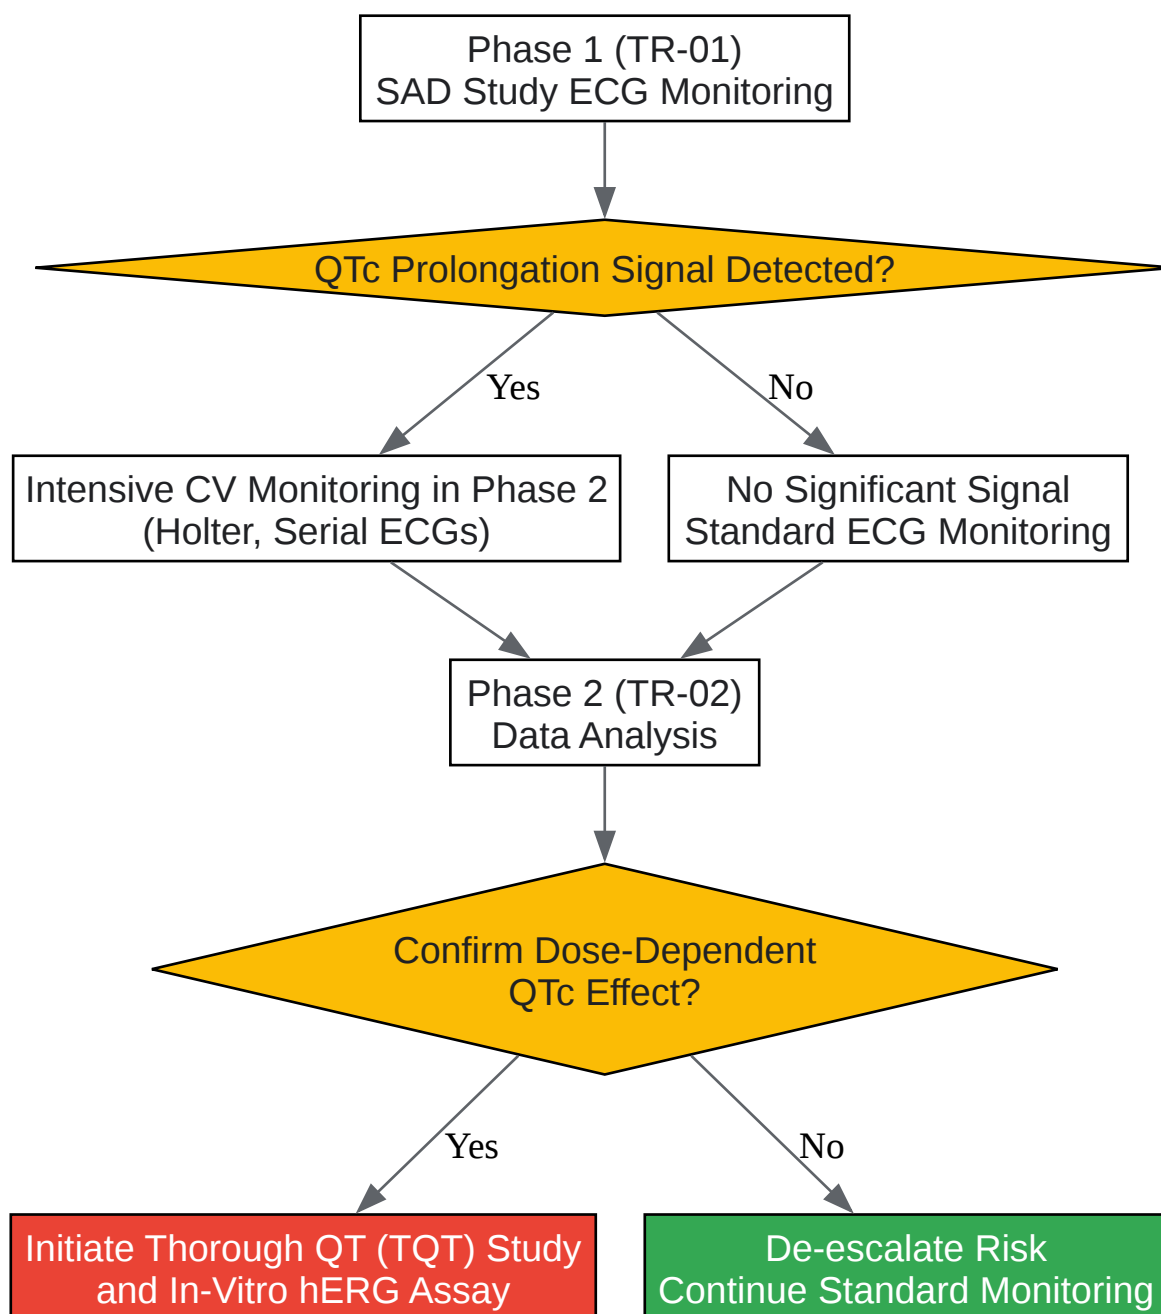 Phase 1 (TR-01)
SAD Study ECG Monitoring
QTc Prolongation Signal Detected?
Yes
No
Intensive CV Monitoring in Phase 2
(Holter, Serial ECGs)
No Significant Signal
Standard ECG Monitoring
Phase 2 (TR-02)
Data Analysis
Confirm Dose-Dependent
QTc Effect?
Yes
No
Initiate Thorough QT (TQT) Study
and In-Vitro hERG Assay
De-escalate Risk
Continue Standard Monitoring